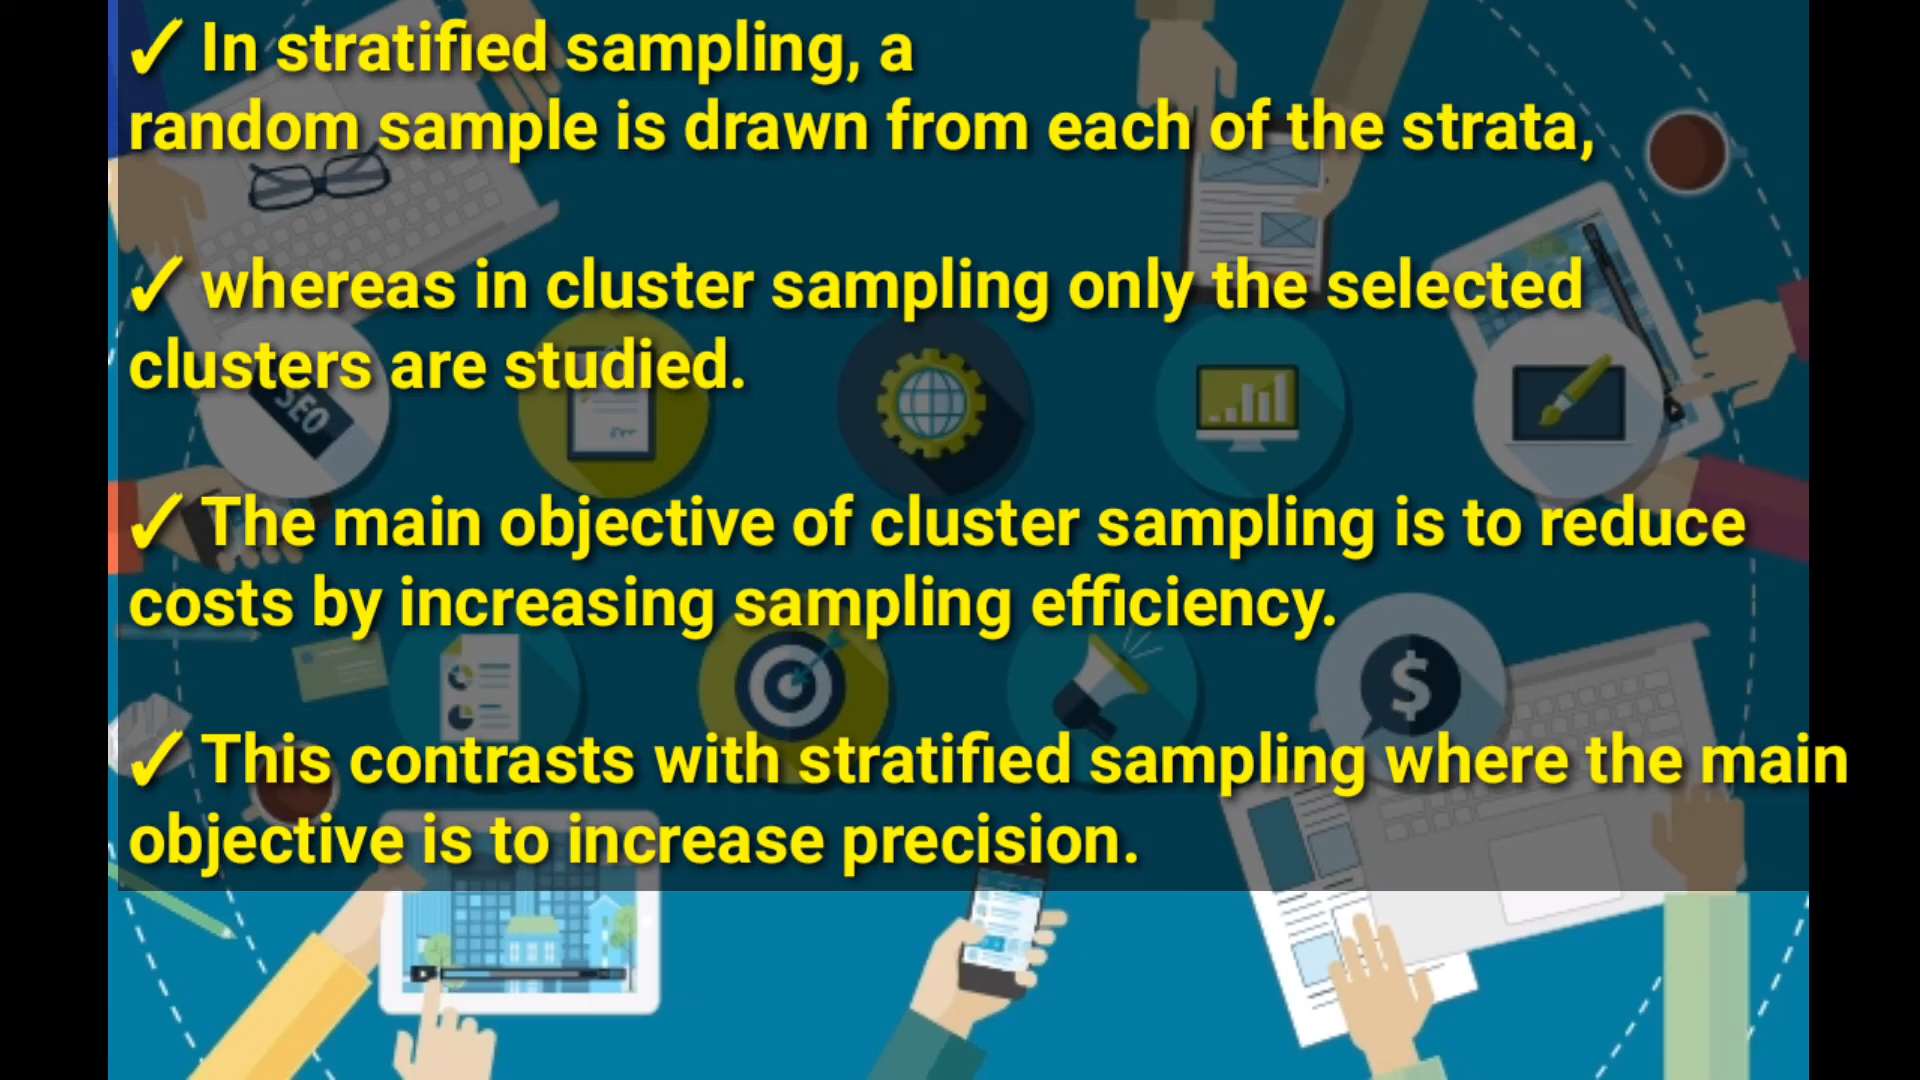 ✓ In stratified sampling, a
random sample is drawn from each of the strata,
✓ whereas in cluster sampling only the selected
clusters are studied.
SEO
✓ The main objective of cluster sampling is to reduce
costs by increasing sampling efficiency.
$
✓ This contrasts with stratified sampling where the main
objective is to increase precision.